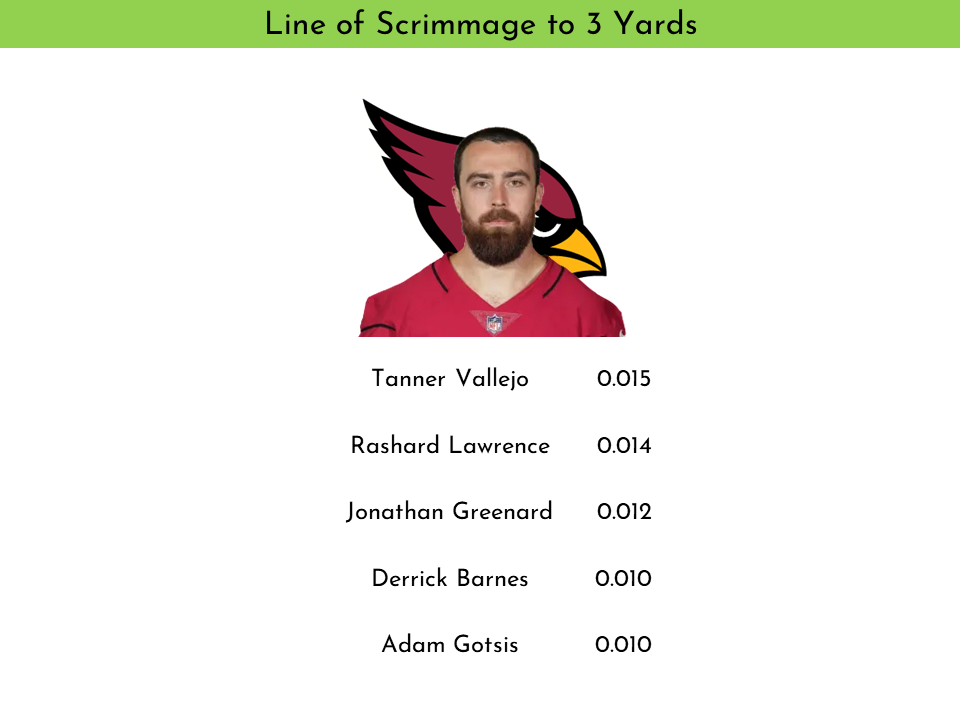 Line of Scrimmage to 3 Yards
Tanner Vallejo 0.015
Rashard Lawrence 0.014
Jonathan Greenard 0.012
Derrick Barnes 0.010
Adam Gotsis 0.010